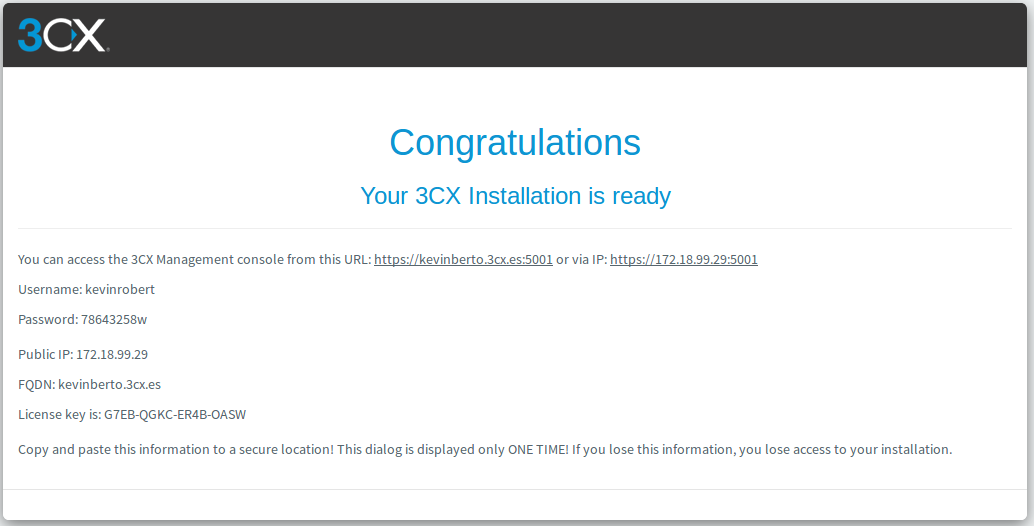 3CX
Congratulations
Your 3CX Installation is ready
You can access the 3CX Management console from this URL: https://kevinberto.3cx.es:5001 or via IP: https://172.18.99.29:5001
Username: kevinrobert
Password: 78643258w
Public IP: 172.18.99.29
FQDN: kevinberto.3cx.es
License key is: G7EB-QGKC-ER4B-OASW
Copy and paste this information to a secure location! This dialog is displayed only ONE TIME! If you lose this information, you lose access to your installation.